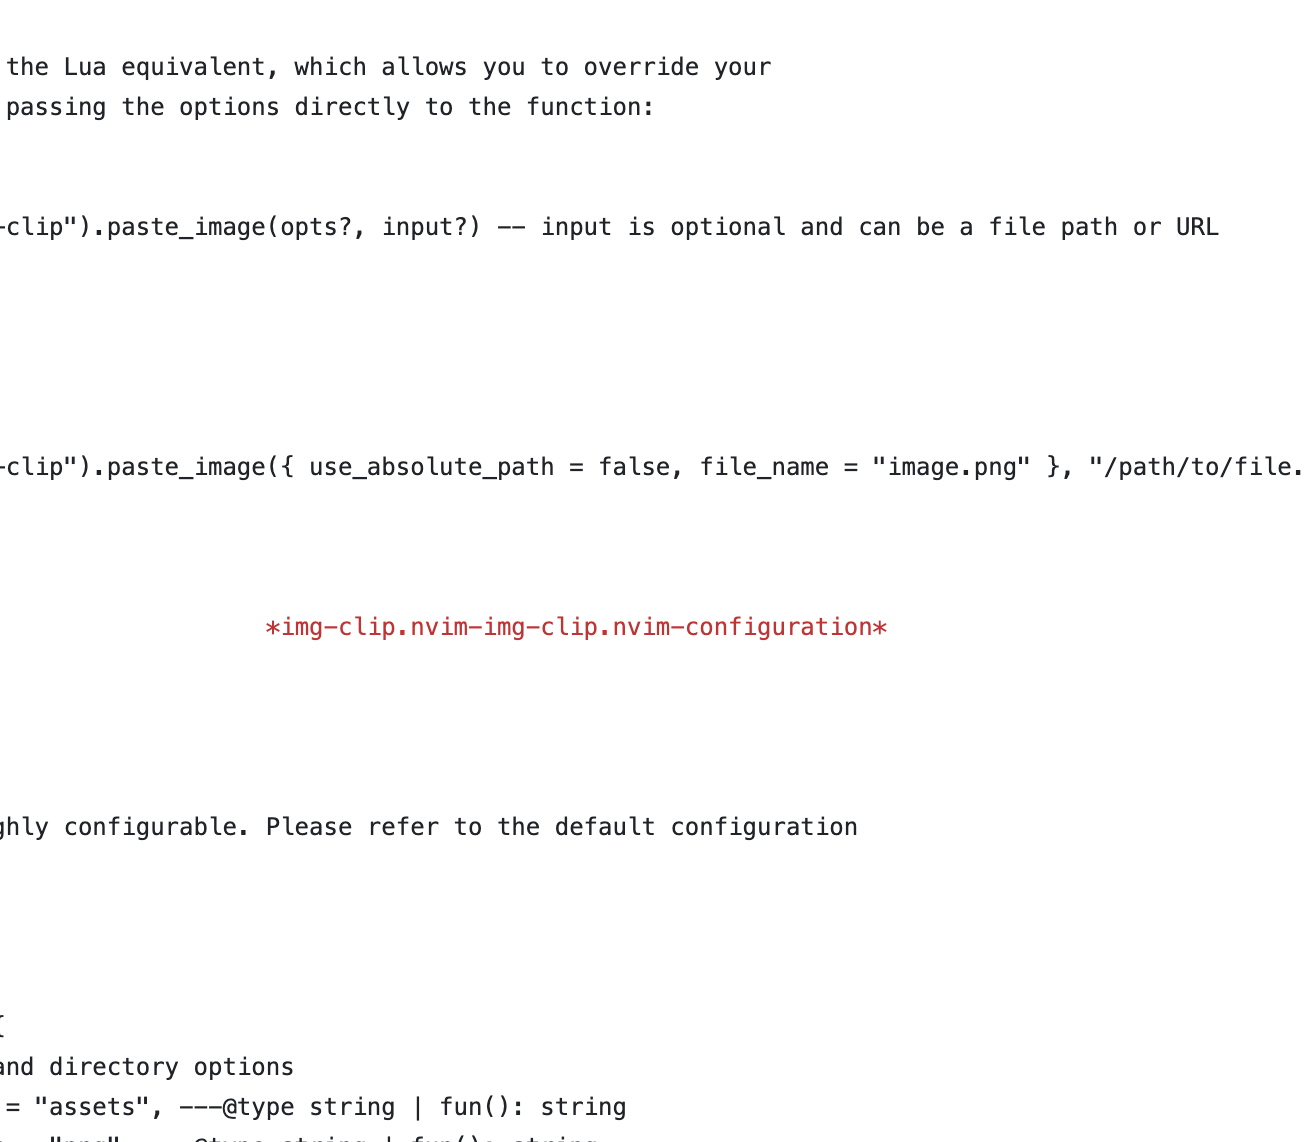 the Lua equivalent, which allows you to override your
passing the options directly to the function:
-clip").paste_image(opts?, input?) -- input is optional and can be a file path or URL
-clip").paste_image({ use_absolute_path = false, file_name = "image.png" }, "/path/to/file.
*img-clip.nvim-img-clip.nvim-configuration*
ghly configurable. Please refer to the default configuration
{
and directory options
= "assets", ---@type string | fun(): string